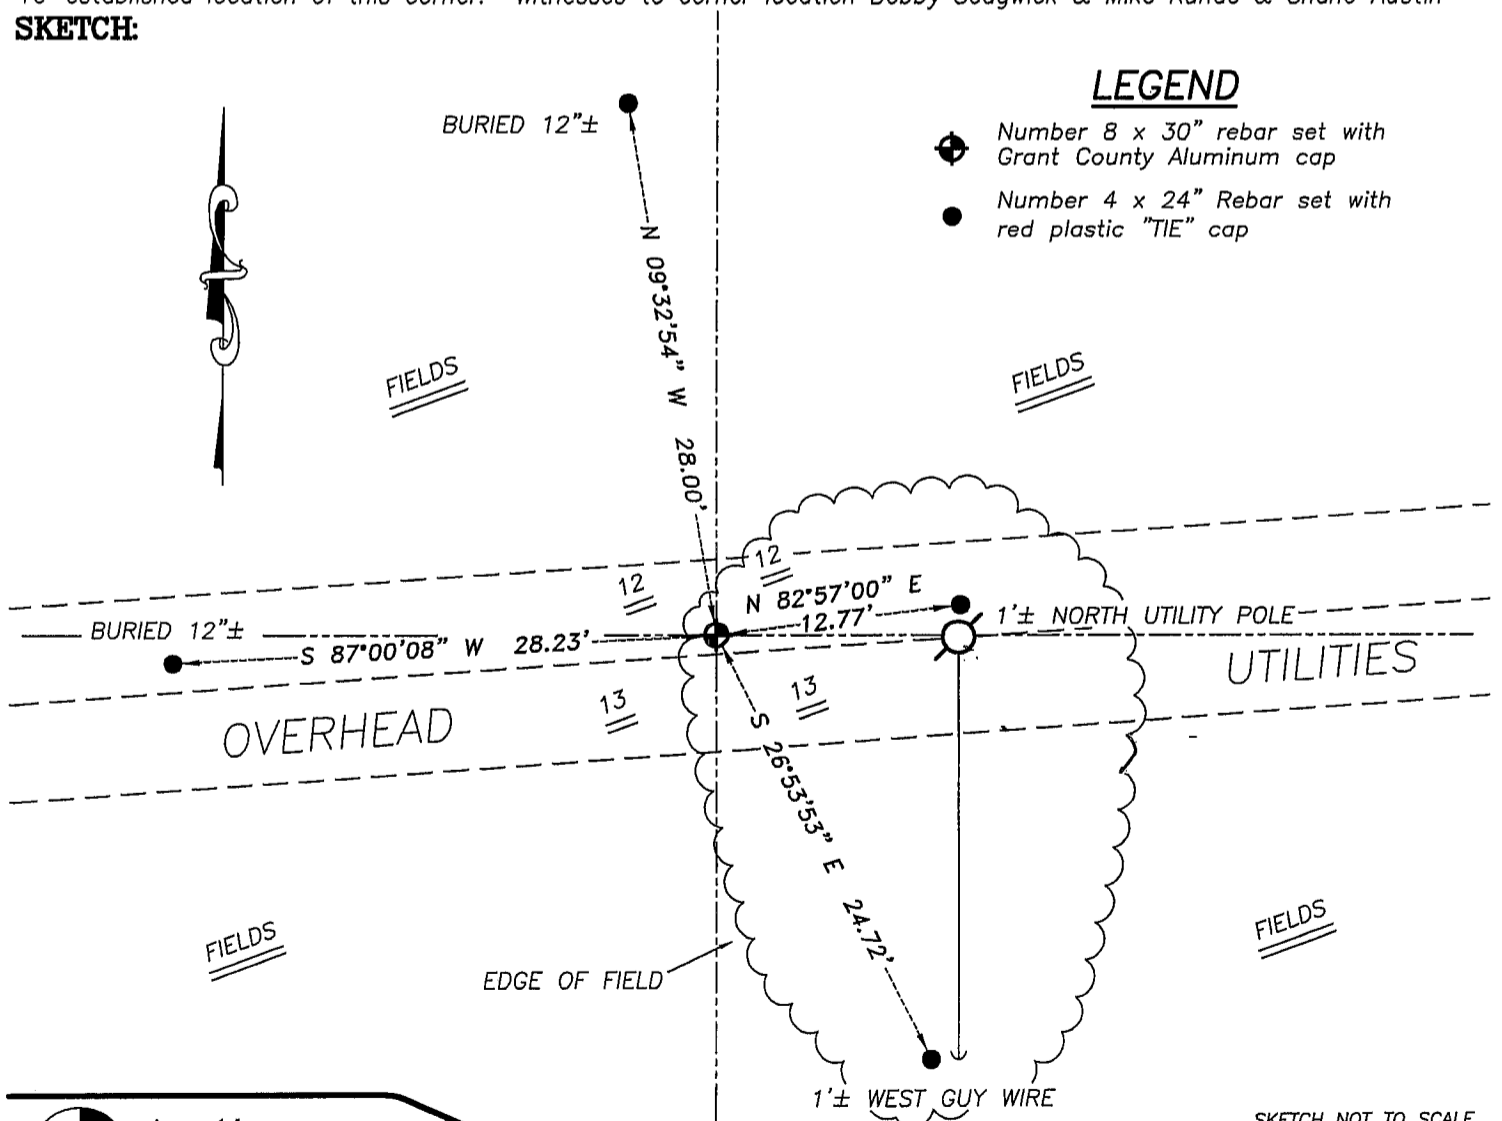 SKETCH:
LEGEND
Number 8 x 30" rebar set with
Grant County Aluminum cap
Number 4 x 24" Rebar set with
red plastic "TIE" cap
BURIED 12"±
N 09°32'54" W 28.00'
FIELDS
FIELDS
12
12
N 82°57'00" E
12.77'
1'± NORTH UTILITY POLE
BURIED 12"±
S 87°00'08" W 28.23'
UTILITIES
13
13
OVERHEAD
S 26°53'53" E 24.72'
FIELDS
FIELDS
EDGE OF FIELD
1'± WEST GUY WIRE
SKETCH NOT TO SCALE